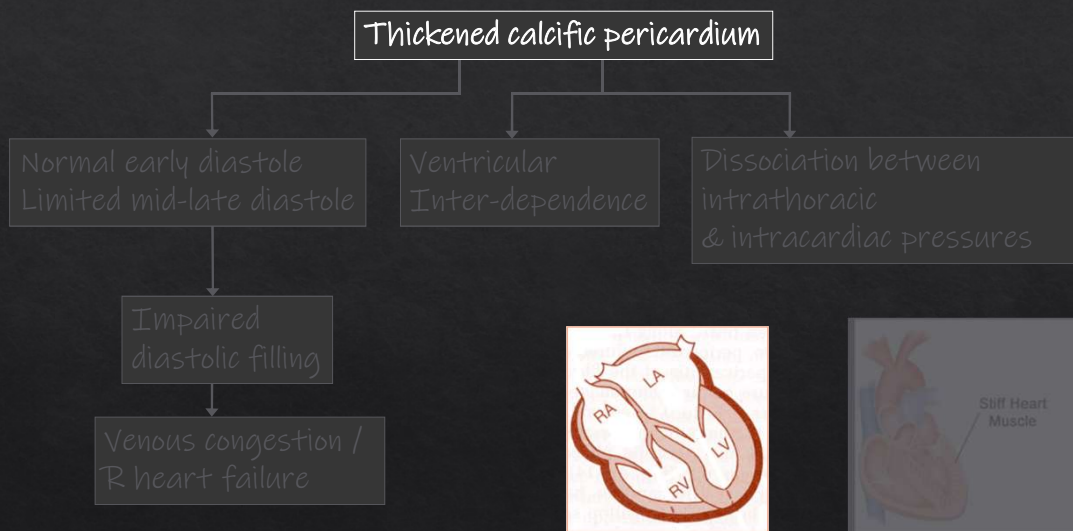 Thickened calcific pericardium
Normal early diastole
Limited mid-late diastole
Ventricular
Inter-dependence
Dissociation between
intrathoracic
& intracardiac pressures
Impaired
diastolic filling
Venous congestion /
R heart failure
LA
RA
LV
RV
Stiff Heart
Muscle